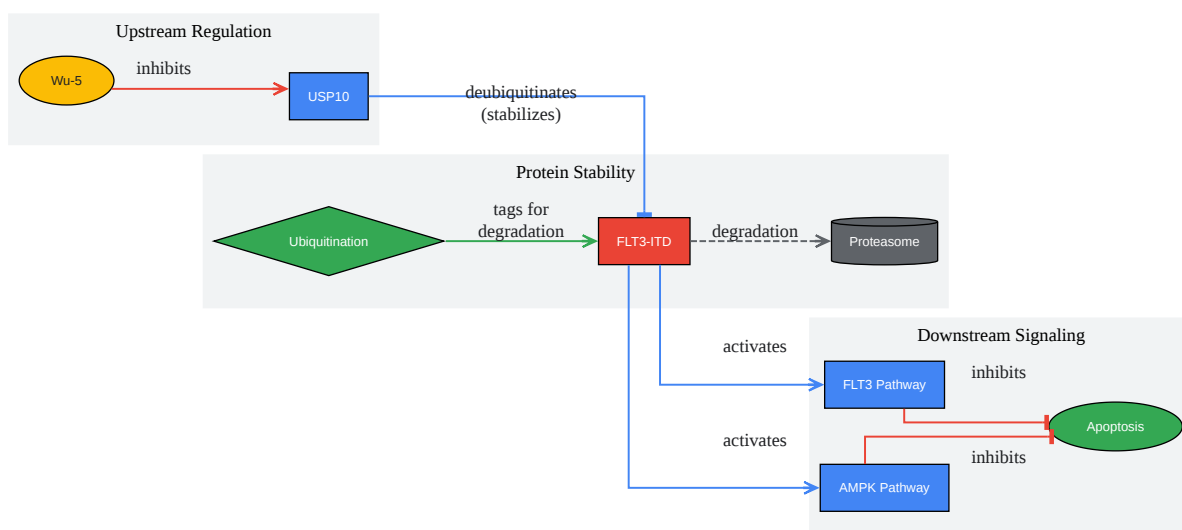 Upstream Regulation
Wu-5
inhibits
USP10
deubiquitinates
(stabilizes)
Protein Stability
Ubiquitination
tags for
degradation
FLT3-ITD
degradation
Proteasome
Downstream Signaling
activates
FLT3 Pathway
inhibits
Apoptosis
activates
inhibits
AMPK Pathway